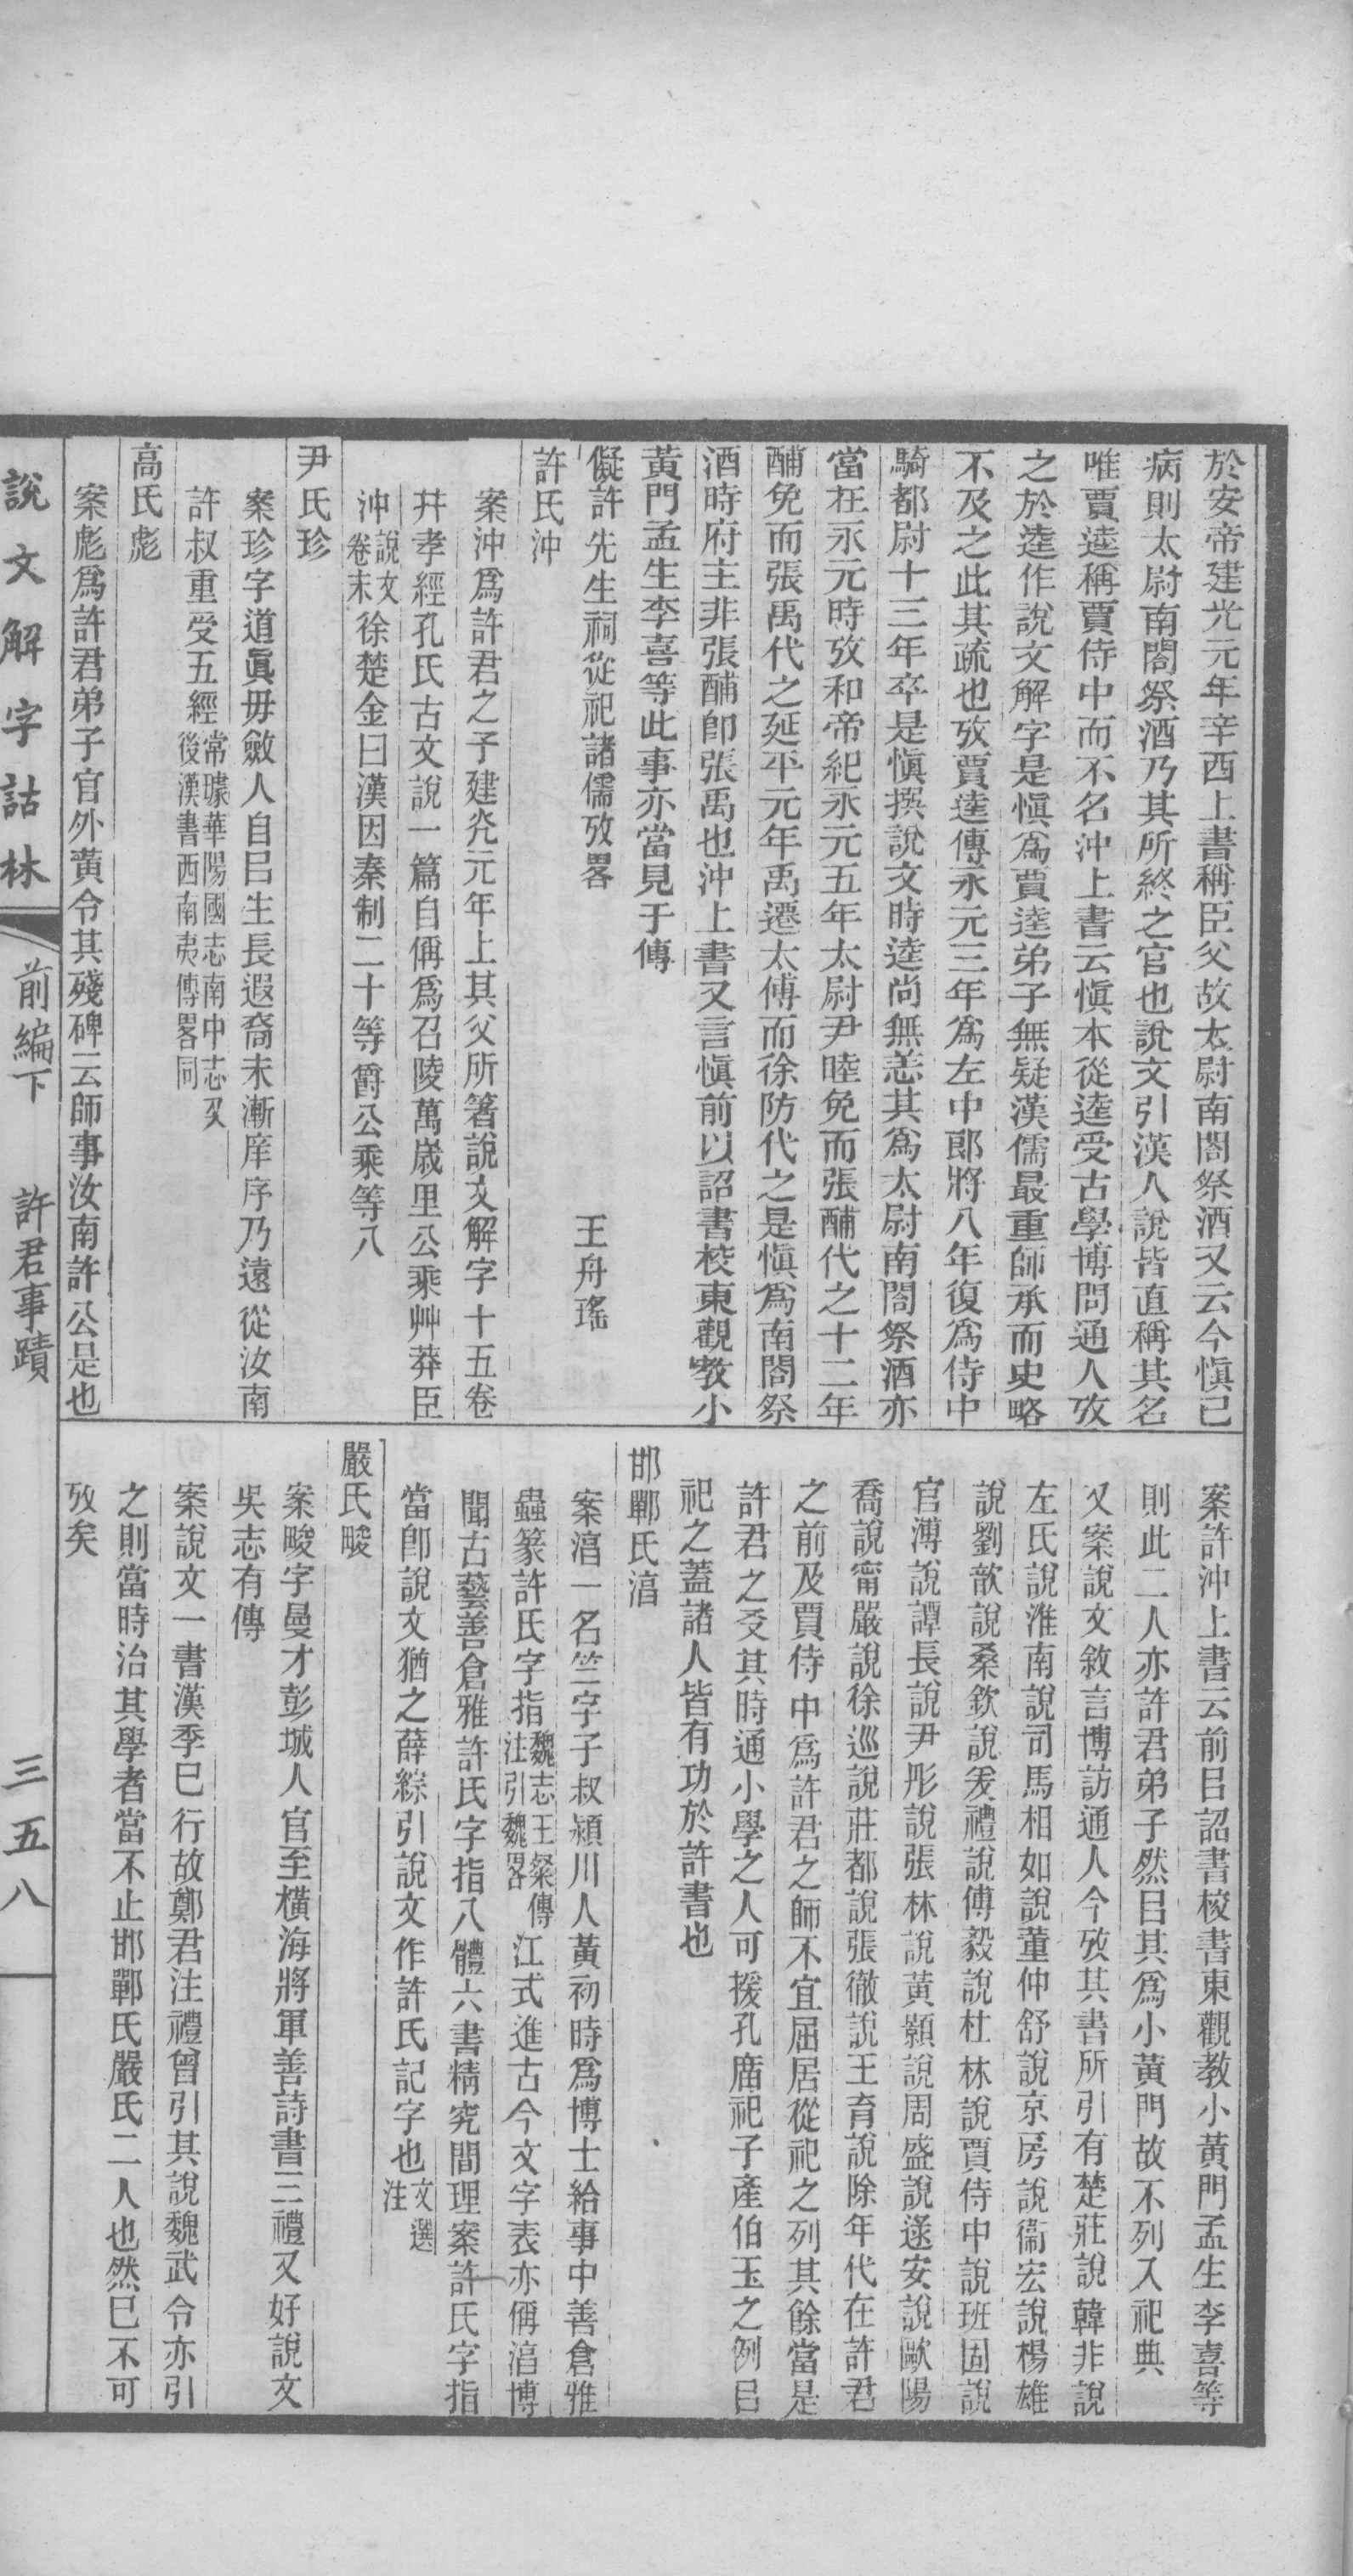 於安帝建光元年辛酉上書稱臣父故太尉南閣祭酒又云今慎已
病則太尉南閣祭酒乃其所終之官也說文引漢人說皆直稱其名
唯賈逵稱賈侍中而不名沖上書云慎本從逵受古學博問通人攷
之於逵作說文解字是慎爲賈逵弟子無疑漢儒最重師承而史略
不及之此其疏也攷賈逵傳永元三年爲左中郎將八年復爲侍中
騎都尉十三年卒是慎撰說文時逵尚無恙其爲太尉南閣祭酒亦
當在永元時攷和帝紀永元五年太尉尹睦免而張酺代之十二年
酺免而張禹代之延平元年禹遷太傅而徐防代之是慎爲南閣祭
酒時府主非張酺卽張禹也沖上書又言慎前以詔書校東觀敎小
黃門孟生李喜等此事亦當見于傳
儗許先生祠從祀諸儒攷畧　王舟瑤
許氏沖
案沖爲許君之子建光元年上其父所箸說文解字十五卷
幷孝經孔氏古文說一篇自偁爲召陵萬歲里公乘艸莽臣
沖說文卷末徐楚金曰漢因秦制二十等爵公乘等八
尹氏珍
案珍字道眞毋斂人自㠯生長遐裔未漸庠序乃遠從汝南
許叔重受五經常璩華陽國志南中志又後漢書西南夷傳畧同
高氏彪
案彪爲許君弟子官外黃令其殘碑云師事汝南許公是也
案許沖上書云前㠯詔書校書東觀教小黃門孟生李喜等
則此二人亦許君弟子然㠯其爲小黃門故不列入祀典
又案說文敘言博訪通人今攷其書所引有楚莊說韓非說
左氏說淮南說司馬相如說董仲舒說京房說衞宏說楊雄
說劉歆說桑欽說爰禮說傅毅說杜林說賈侍中說班固說
官溥說譚長說尹彤說張林說黃顥說周盛說逯安說歐陽
喬說甯嚴說徐巡說莊都說張徹說王育說除年代在許君
之前及賈侍中爲許君之師不宜屈居從祀之列其餘當是
許君之友其時通小學之人可援孔庿祀子產伯玉之例㠯
祀之蓋諸人皆有功於許書也
邯鄲氏淳
案淳一名竺字子叔潁川人黃初時爲博士給事中善倉雅
蟲篆許氏字指魏志王粲傳注引魏畧江式進古今文字表亦偁淳博
聞古藝善倉雅許氏字指八體六書精究閒理案許氏字指
當卽說文猶之薛綜引說文作許氏記字也文選注
嚴氏畯
案畯字曼才彭城人官至橫海將軍善詩書三禮又好說文
吳志有傳
案說文一書漢季已行故鄭君注禮曾引其說魏武令亦引
之則當時治其學者當不止邯鄲氏嚴氏二人也然已不可
攷矣
說文解字詁林　前編下　許君事蹟　三五八